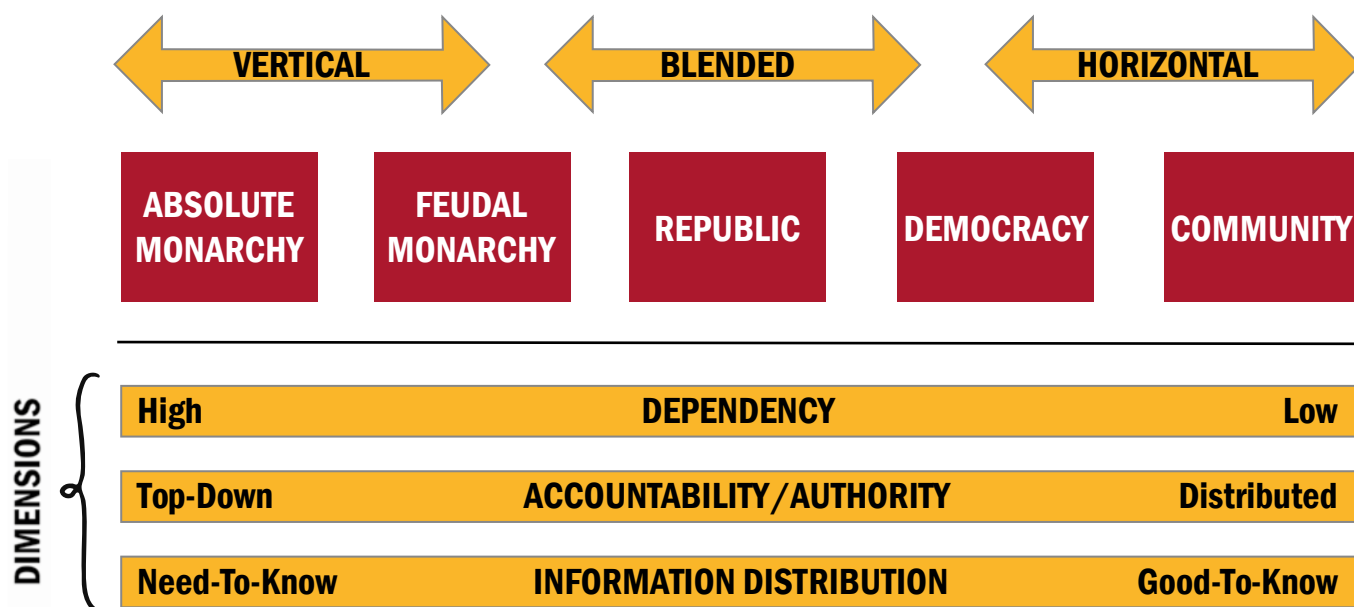 VERTICAL
BLENDED
HORIZONTAL
ABSOLUTE
MONARCHY
FEUDAL
MONARCHY
REPUBLIC
DEMOCRACY
COMMUNITY
DIMENSIONS
High
DEPENDENCY
Low
Top-Down
ACCOUNTABILITY/AUTHORITY
Distributed
Need-To-Know
INFORMATION DISTRIBUTION
Good-To-Know